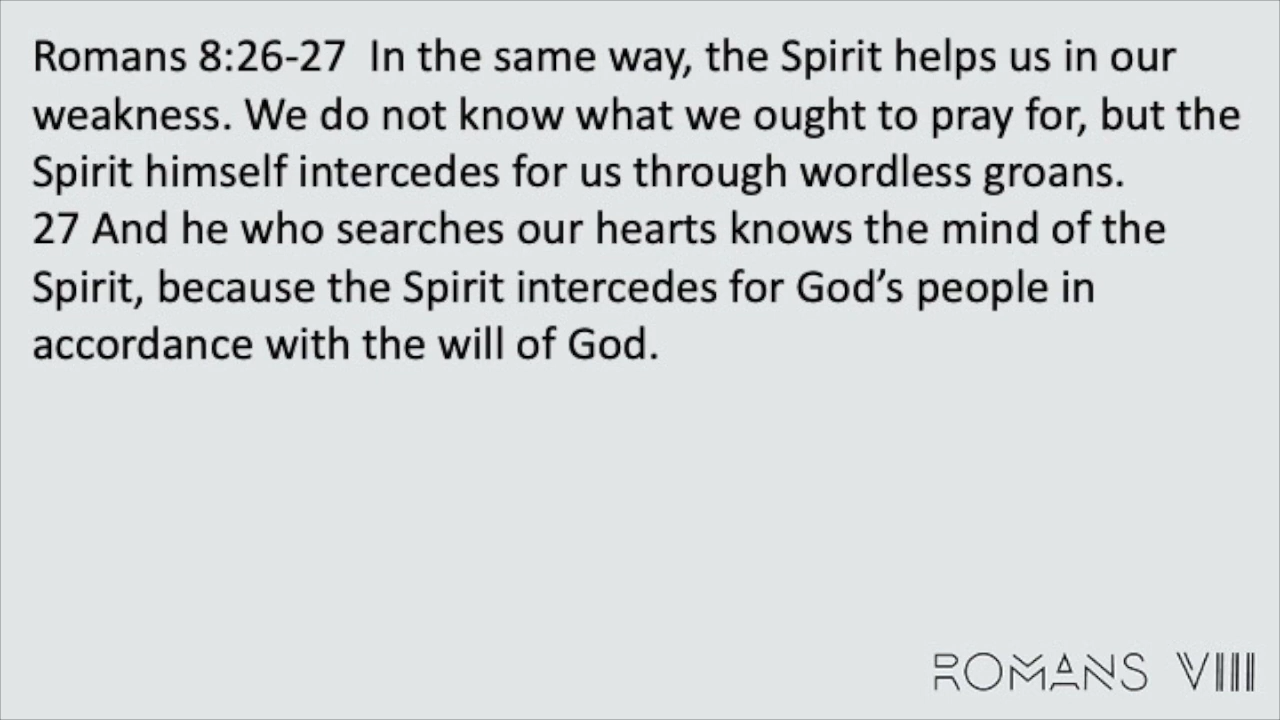 Romans 8:26-27  In the same way, the Spirit helps us in our
weakness. We do not know what we ought to pray for, but the
Spirit himself intercedes for us through wordless groans.
27 And he who searches our hearts knows the mind of the
Spirit, because the Spirit intercedes for God’s people in
accordance with the will of God.
ROMANS VIII